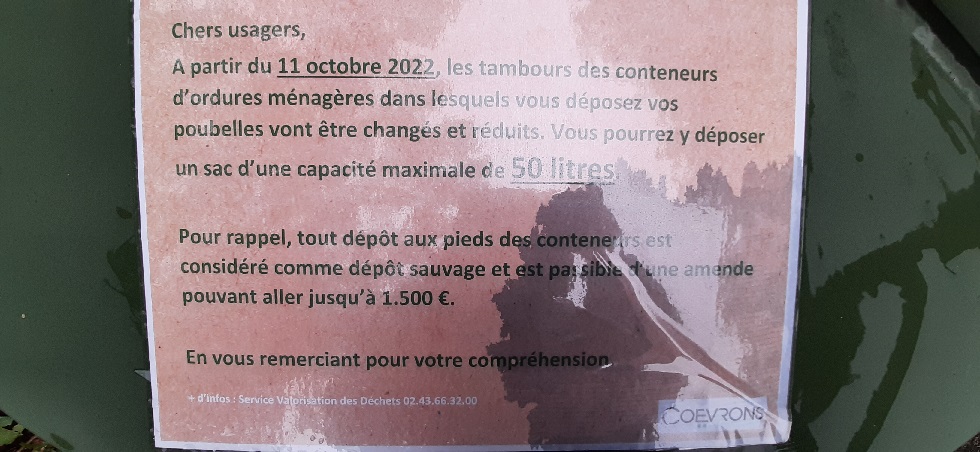 Chers usagers,
A partir du 11 octobre 2022, les tambours des conteneurs
d'ordures ménagères dans lesquels vous déposez vos
poubelles vont être changés et réduits. Vous pourrez y déposer
un sac d'une capacité maximale de 50 litres.
Pour rappel, tout dépôt aux pieds des conteneurs est
considéré comme dépôt sauvage et est passible d'une amende
pouvant aller jusqu'à 1.500 €.
En vous remerciant pour votre compréhension.
+ d'infos : Service Valorisation des Déchets 02.43.66.32.00
COEVRONS